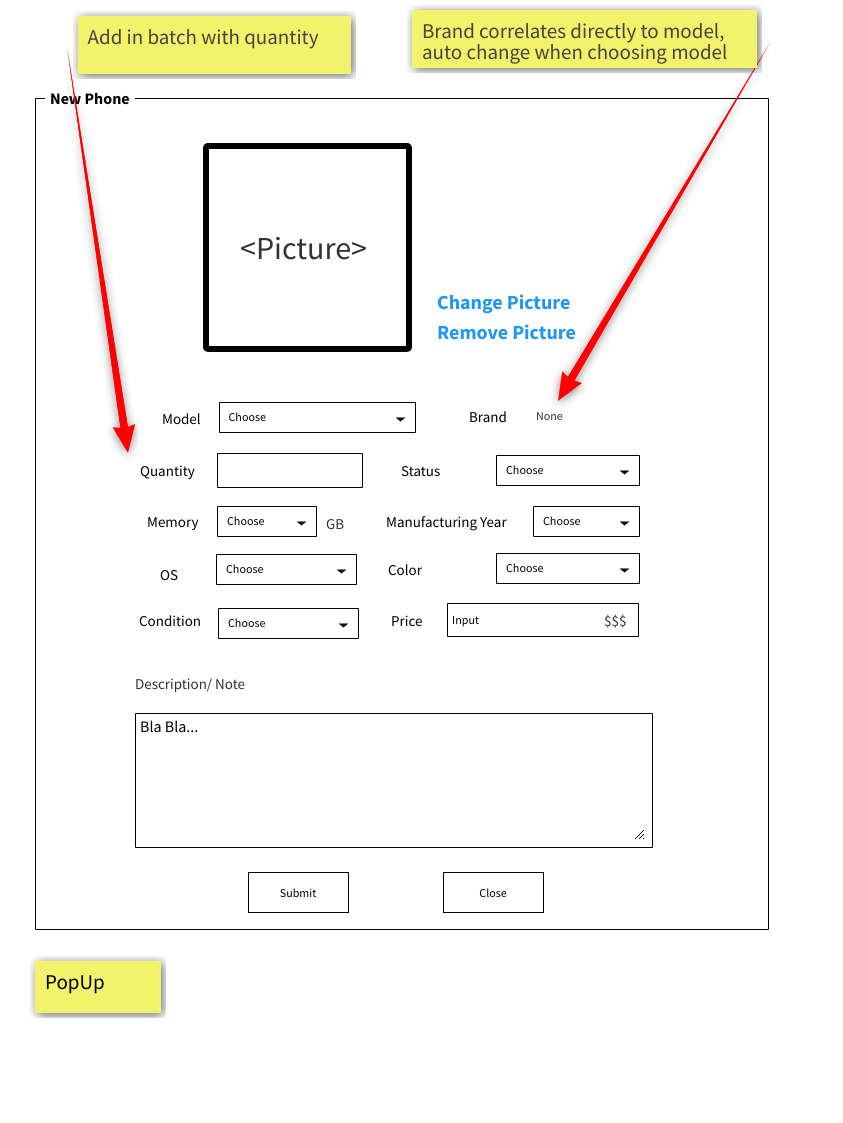 Add in batch with quantity
Brand correlates directly to model,
auto change when choosing model
New Phone
<Picture>
Change Picture
Remove Picture
Model Choose Brand None
Quantity Status Choose
Memory Choose GB Manufacturing Year Choose
OS Choose Color Choose
Condition Choose Price Input $$$
Description/ Note
Bla Bla...
Submit Close
PopUp